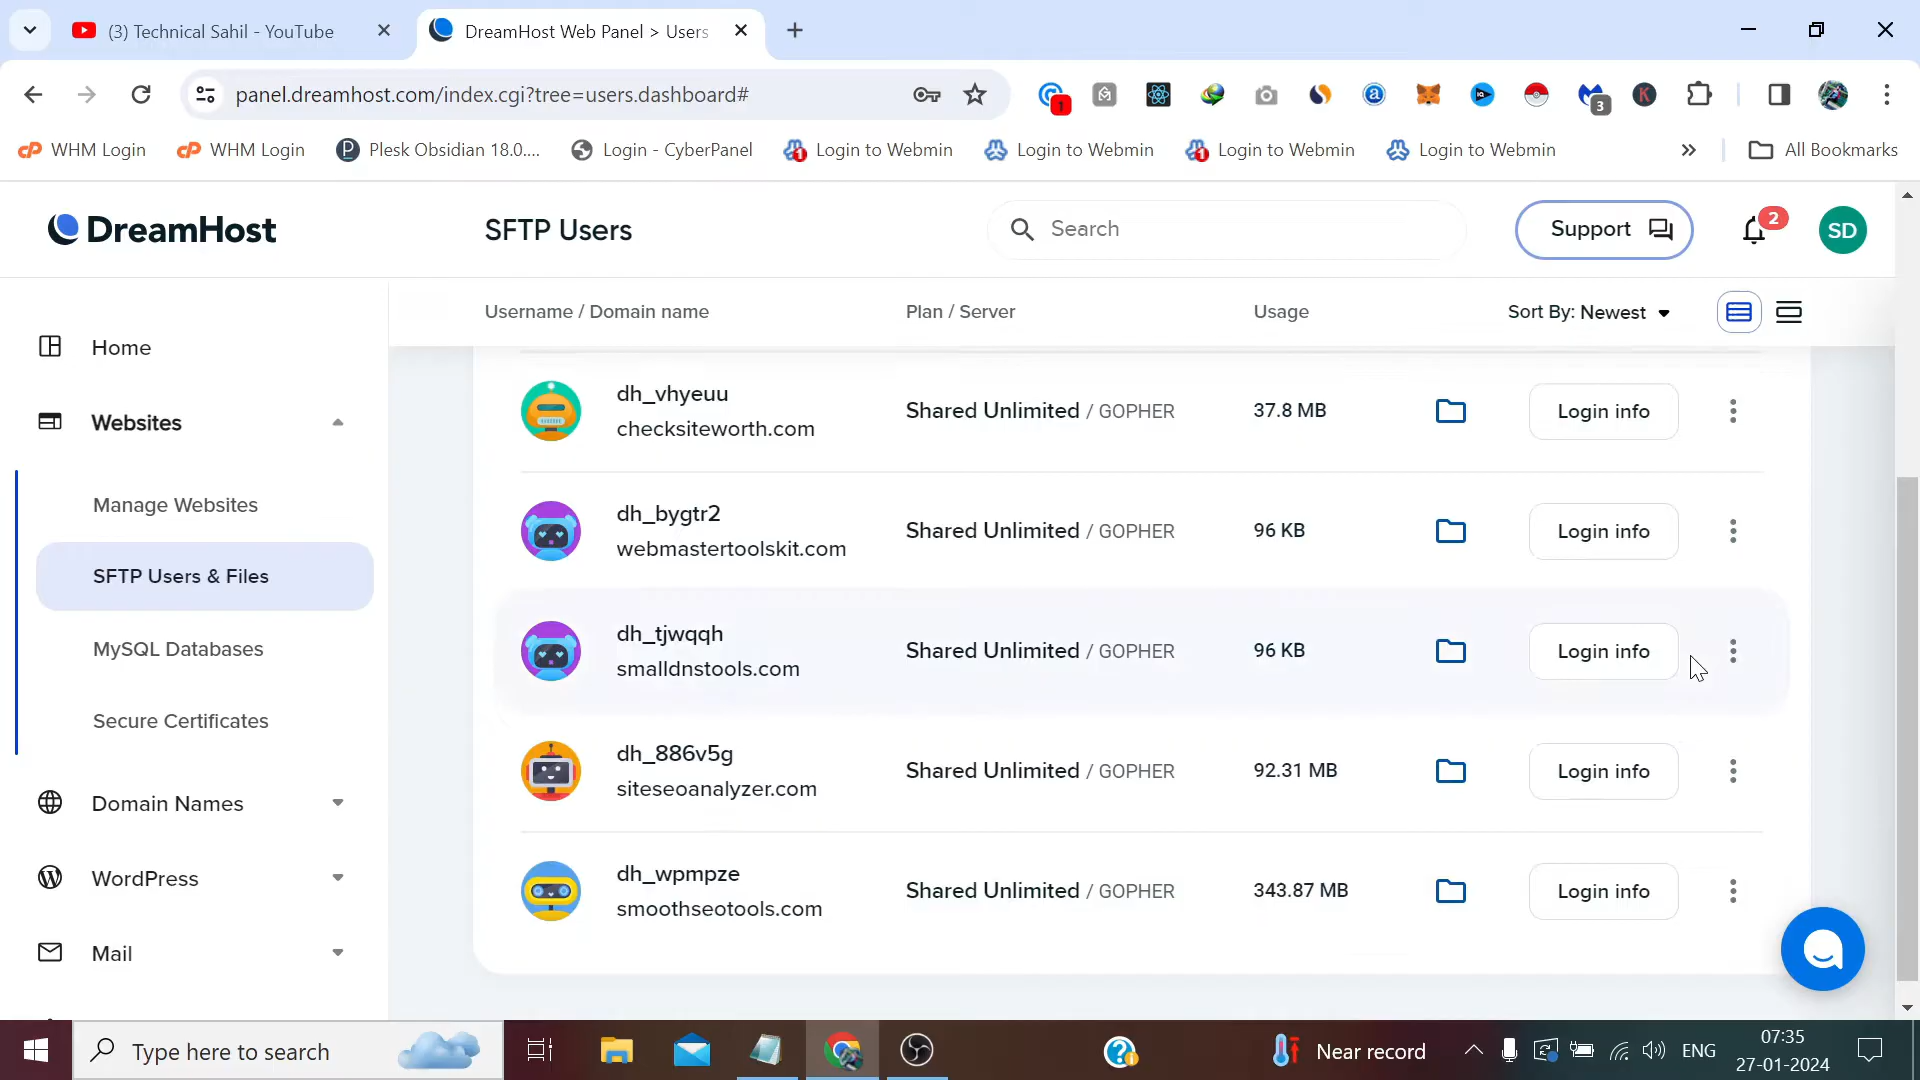 (3) Technical Sahil - YouTube
DreamHost Web Panel > Users
panel.dreamhost.com/index.cgi?tree=users.dashboard#
1
3
WHM Login
WHM Login
Plesk Obsidian 18.0....
Login - CyberPanel
Login to Webmin
Login to Webmin
Login to Webmin
Login to Webmin
All Bookmarks
DreamHost
SFTP Users
Search
Support
2
SD
Username / Domain name
Plan / Server
Usage
Sort By: Newest
Home
Websites
Manage Websites
SFTP Users & Files
MySQL Databases
Secure Certificates
Domain Names
WordPress
Mail
dh_vhyeuu
checksiteworth.com
Shared Unlimited / GOPHER
37.8 MB
Login info
dh_bygtr2
webmastertoolskit.com
Shared Unlimited / GOPHER
96 KB
Login info
dh_tjwqqh
smalldnstools.com
Shared Unlimited / GOPHER
96 KB
Login info
dh_886v5g
siteseoanalyzer.com
Shared Unlimited / GOPHER
92.31 MB
Login info
dh_wpmpze
smoothseotools.com
Shared Unlimited / GOPHER
343.87 MB
Login info
Type here to search
Near record
ENG
07:35
27-01-2024